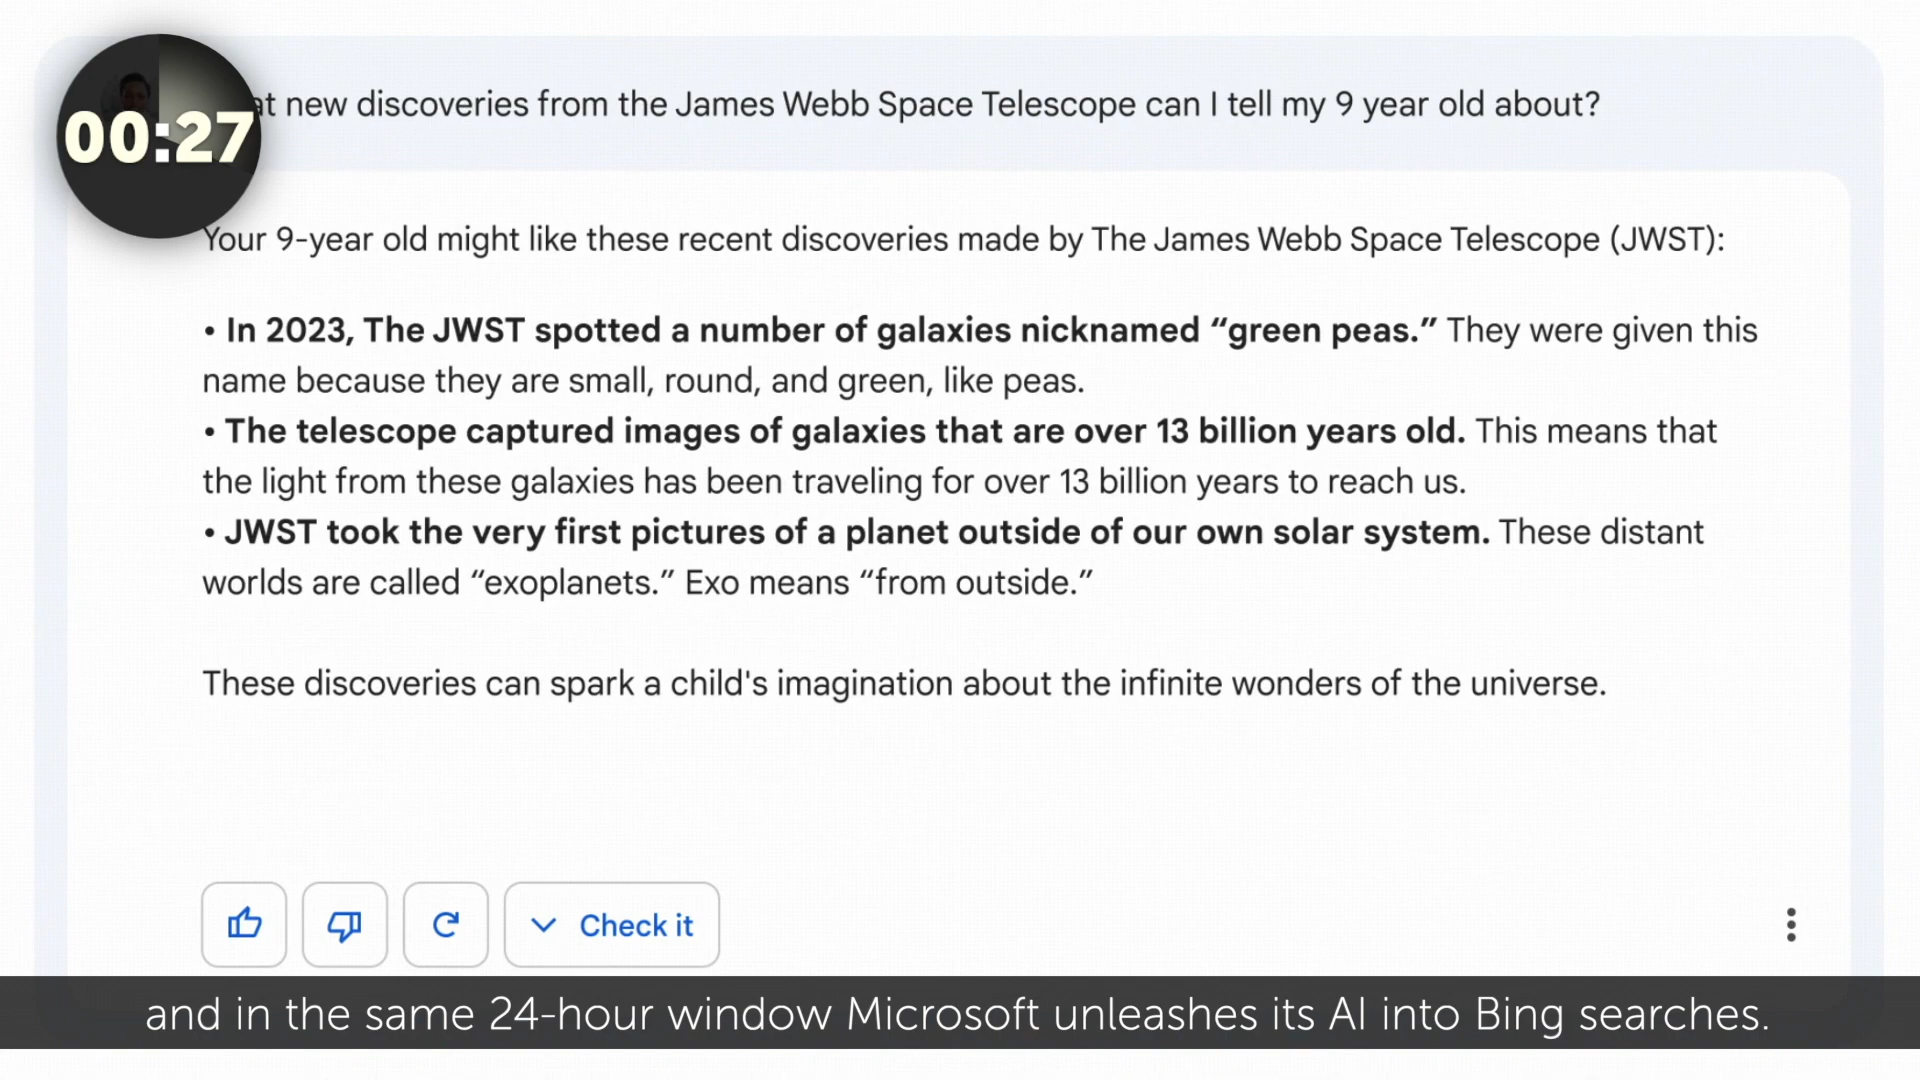 00:27
at new discoveries from the James Webb Space Telescope can I tell my 9 year old about?
Your 9-year old might like these recent discoveries made by The James Webb Space Telescope (JWST):
• In 2023, The JWST spotted a number of galaxies nicknamed “green peas.” They were given this
name because they are small, round, and green, like peas.
• The telescope captured images of galaxies that are over 13 billion years old. This means that
the light from these galaxies has been traveling for over 13 billion years to reach us.
• JWST took the very first pictures of a planet outside of our own solar system. These distant
worlds are called “exoplanets.” Exo means “from outside.”
These discoveries can spark a child's imagination about the infinite wonders of the universe.
Check it
and in the same 24-hour window Microsoft unleashes its AI into Bing searches.